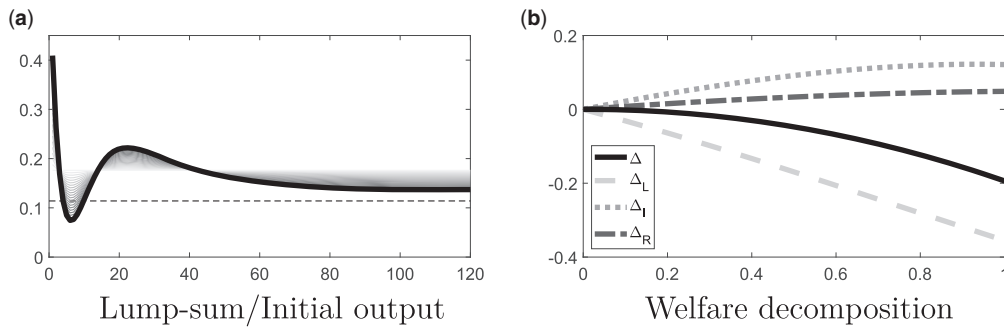 (a)
0.4
0.3
0.2
0.1
0
0 20 40 60 80 100 120
Lump-sum/Initial output
(b)
0.2
0
-0.2
-0.4
Δ
Δ_L
Δ_I
Δ_R
0 0.2 0.4 0.6 0.8 1
Welfare decomposition